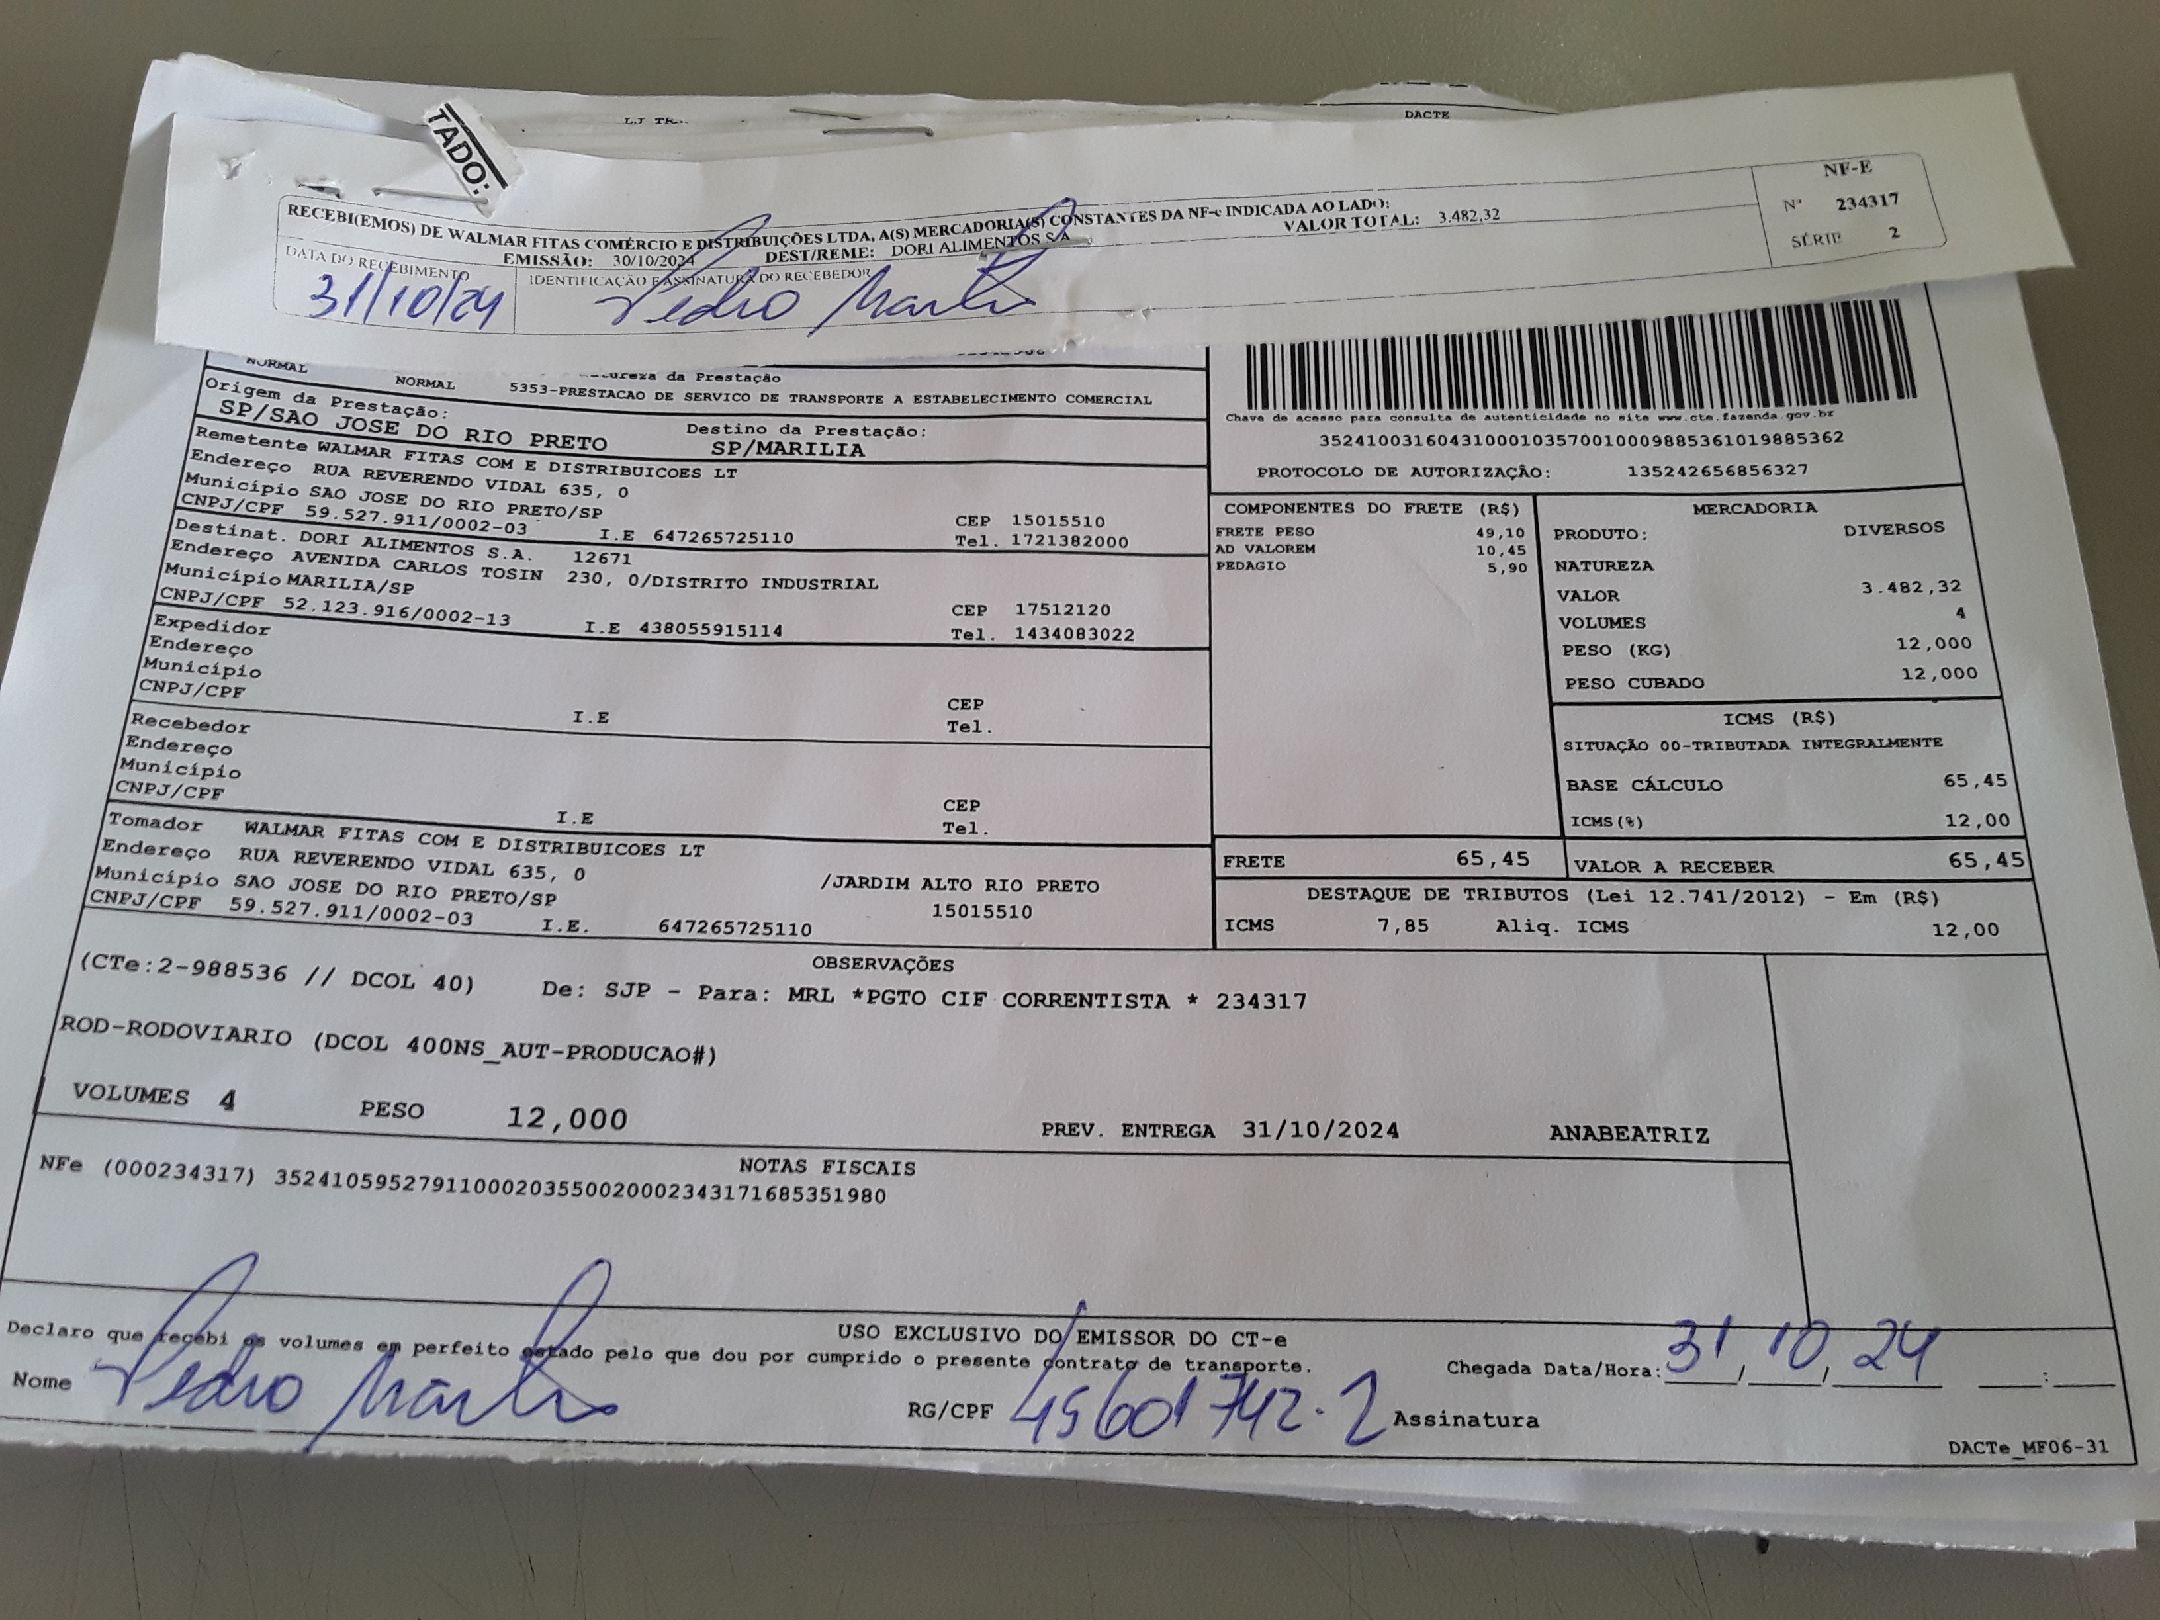 DACTE
TADO:
RECEBI(EMOS) DE WALMAR FITAS COMÉRCIO E DISTRIBUIÇÕES LTDA, A(S) MERCADORIA(S) CONSTANTES DA NF-e INDICADA AO LADO:
EMISSÃO: 30/10/2024 DEST/REME: DORI ALIMENTOS S/A VALOR TOTAL: 3.482,32
NF-E
Nº 234317
SÉRIE 2
DATA DO RECEBIMENTO
31/10/24
IDENTIFICAÇÃO E ASSINATURA DO RECEBEDOR
NORMAL NORMAL
da Prestação
5353-PRESTACAO DE SERVICO DE TRANSPORTE A ESTABELECIMENTO COMERCIAL
Origem da Prestação:
SP/SAO JOSE DO RIO PRETO
Destino da Prestação:
SP/MARILIA
Remetente WALMAR FITAS COM E DISTRIBUICOES LT
Endereço RUA REVERENDO VIDAL 635, 0
Município SAO JOSE DO RIO PRETO/SP CEP 15015510
CNPJ/CPF 59.527.911/0002-03 I.E 647265725110 Tel. 1721382000
Destinat. DORI ALIMENTOS S.A. 12671
Endereço AVENIDA CARLOS TOSIN 230, 0/DISTRITO INDUSTRIAL
Município MARILIA/SP CEP 17512120
CNPJ/CPF 52.123.916/0002-13 I.E 438055915114 Tel. 1434083022
Expedidor
Endereço
Município CEP
CNPJ/CPF I.E Tel.
Recebedor
Endereço
Município CEP
CNPJ/CPF I.E Tel.
Tomador WALMAR FITAS COM E DISTRIBUICOES LT
Endereço RUA REVERENDO VIDAL 635, 0 /JARDIM ALTO RIO PRETO
Município SAO JOSE DO RIO PRETO/SP 15015510
CNPJ/CPF 59.527.911/0002-03 I.E. 647265725110
Chave de acesso para consulta de autenticidade no site www.cte.fazenda.gov.br
35241003160431000103570010009885361019885362
PROTOCOLO DE AUTORIZAÇÃO: 135242656856327
COMPONENTES DO FRETE (R$)
FRETE PESO 49,10
AD VALOREM 10,45
PEDAGIO 5,90
MERCADORIA
PRODUTO: DIVERSOS
NATUREZA
VALOR 3.482,32
VOLUMES 4
PESO (KG) 12,000
PESO CUBADO 12,000
ICMS (R$)
SITUAÇÃO 00-TRIBUTADA INTEGRALMENTE
BASE CÁLCULO 65,45
ICMS(%) 12,00
FRETE 65,45 VALOR A RECEBER 65,45
DESTAQUE DE TRIBUTOS (Lei 12.741/2012) - Em (R$)
ICMS 7,85 Aliq. ICMS 12,00
OBSERVAÇÕES
(CTe:2-988536 // DCOL 40) De: SJP - Para: MRL *PGTO CIF CORRENTISTA * 234317
ROD-RODOVIARIO (DCOL 400NS_AUT-PRODUCAO#)
VOLUMES 4 PESO 12,000 PREV. ENTREGA 31/10/2024 ANABEATRIZ
NOTAS FISCAIS
NFe (000234317) 35241059527911000203550020002343171685351980
USO EXCLUSIVO DO EMISSOR DO CT-e
Declaro que recebi os volumes em perfeito estado pelo que dou por cumprido o presente contrato de transporte.
Chegada Data/Hora: 31/10/24 :
Nome Pedro
RG/CPF 45601742-2 Assinatura
DACTe_MF06-31